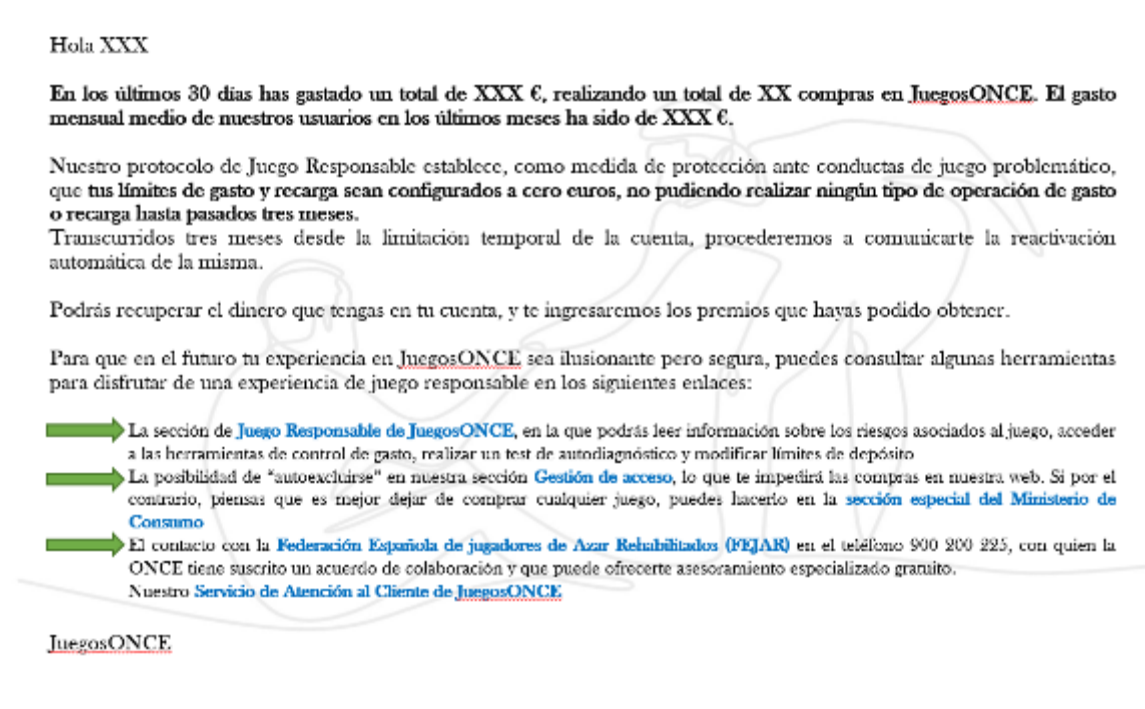 Hola XXX
En los últimos 30 días has gastado un total de XXX €, realizando un total de XX compras en JuegosONCE. El gasto
mensual medio de nuestros usuarios en los últimos meses ha sido de XXX €.
Nuestro protocolo de Juego Responsable establece, como medida de protección ante conductas de juego problemático,
que tus límites de gasto y recarga sean configurados a cero euros, no pudiendo realizar ningún tipo de operación de gasto
o recarga hasta pasados tres meses.
Transcurridos tres meses desde la limitación temporal de la cuenta, procederemos a comunicarte la reactivación
automática de la misma.
Podrás recuperar el dinero que tengas en tu cuenta, y te ingresaremos los premios que hayas podido obtener.
Para que en el futuro tu experiencia en JuegosONCE sea ilusionante pero segura, puedes consultar algunas herramientas
para disfrutar de una experiencia de juego responsable en los siguientes enlaces:
La sección de Juego Responsable de JuegosONCE, en la que podrás leer información sobre los riesgos asociados al juego, acceder
a las herramientas de control de gasto, realizar un test de autodiagnóstico y modificar límites de depósito
La posibilidad de “autoexcluirse” en nuestra sección Gestión de acceso, lo que te impedirá las compras en nuestra web. Si por el
contrario, piensas que es mejor dejar de comprar cualquier juego, puedes hacerlo en la sección especial del Ministerio de
Consumo
El contacto con la Federación Española de jugadores de Azar Rehabilitados (FEJAR) en el teléfono 900 200 225, con quien la
ONCE tiene suscrito un acuerdo de colaboración y que puede ofrecerte asesoramiento especializado gratuito.
Nuestro Servicio de Atención al Cliente de JuegosONCE
JuegosONCE